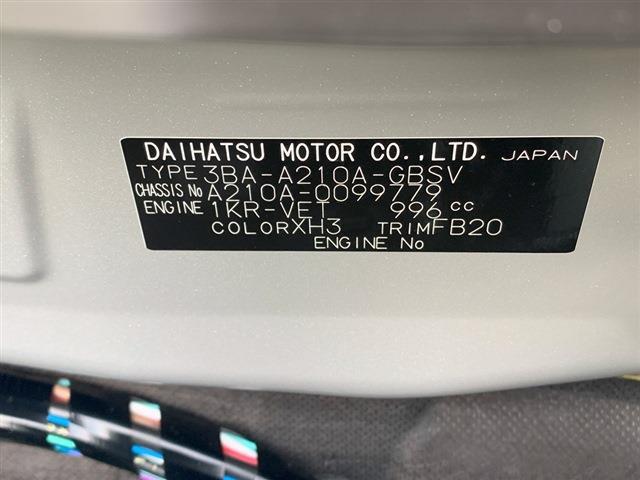 DAIHATSU MOTOR CO.,LTD. JAPAN
TYPE 3BA-A210A-GBSV
CHASSIS No A210A-0099779
ENGINE 1KR-VET 996 cc
COLOR XH3 TRIM FB20
ENGINE No